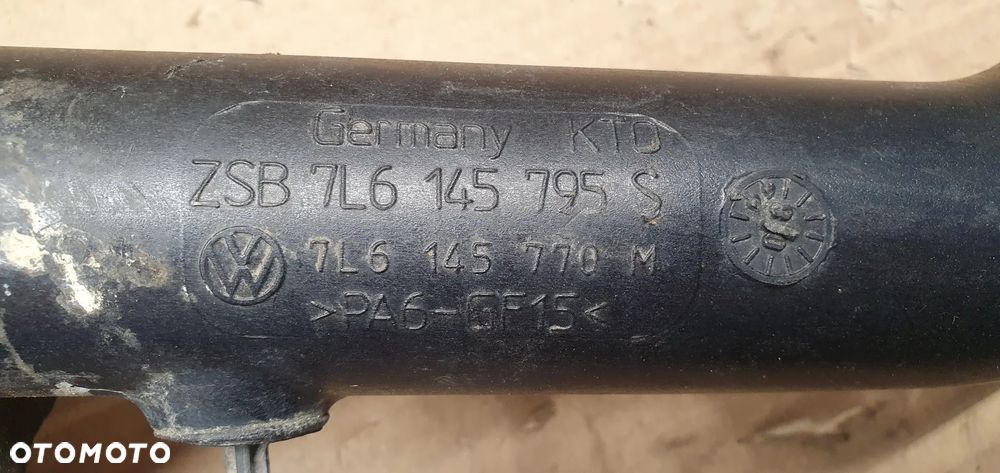 Germany KTO
ZSB 7L6 145 795 S
7L6 145 770 M
>PA6-GF15<
OTOMOTO